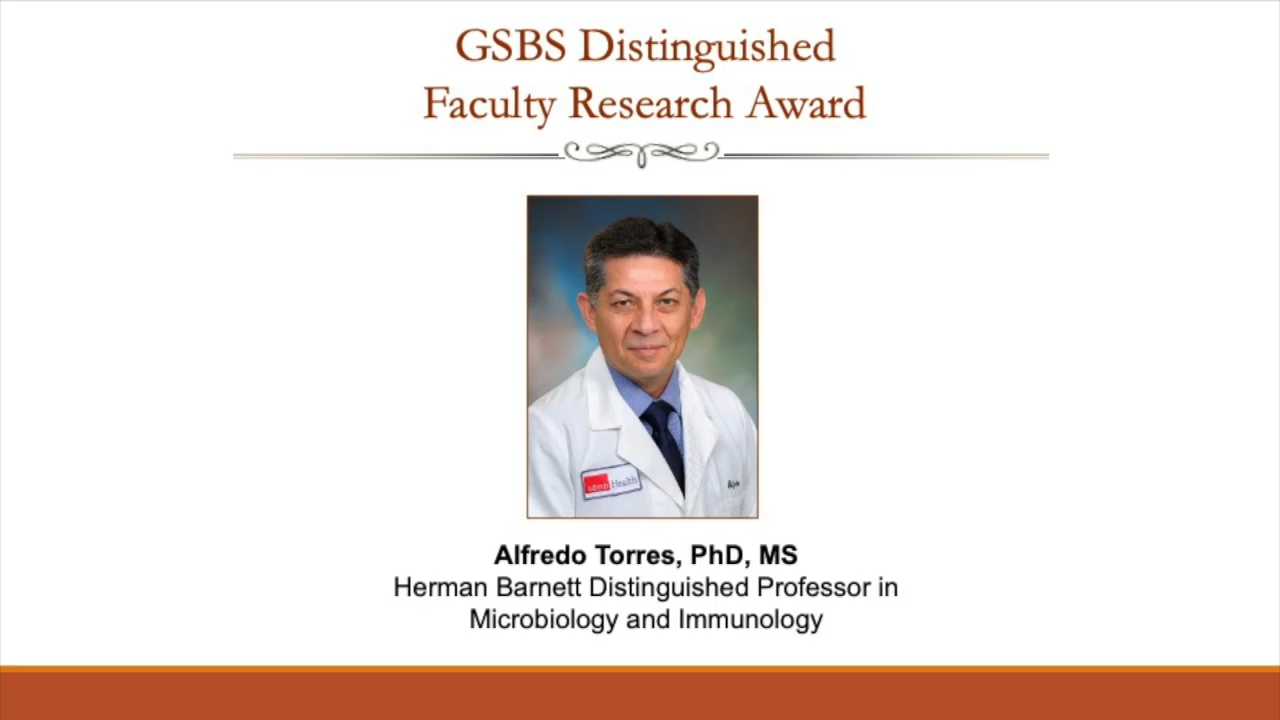 GSBS Distinguished
Faculty Research Award
utmb Health
Alfredo Torres, PhD, MS
Herman Barnett Distinguished Professor in
Microbiology and Immunology